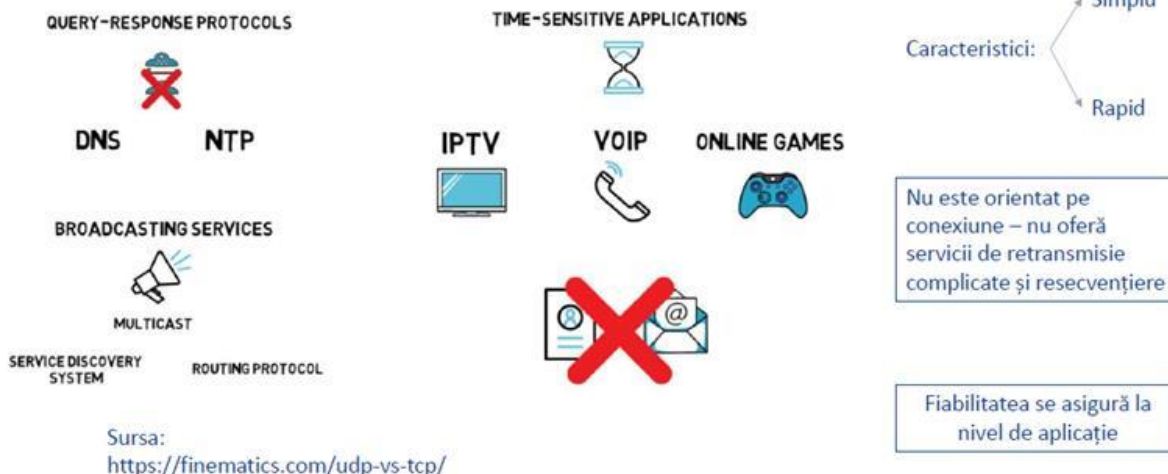 QUERY-RESPONSE PROTOCOLS
DNS NTP
BROADCASTING SERVICES
MULTICAST
SERVICE DISCOVERY
SYSTEM
ROUTING PROTOCOL
TIME-SENSITIVE APPLICATIONS
IPTV VOIP ONLINE GAMES
@
Sursa:
https://finematics.com/udp-vs-tcp/
Simplu
Caracteristici:
Rapid
Nu este orientat pe
conexiune – nu oferă
servicii de retransmisie
complicate și resecvențiere
Fiabilitatea se asigură la
nivel de aplicație